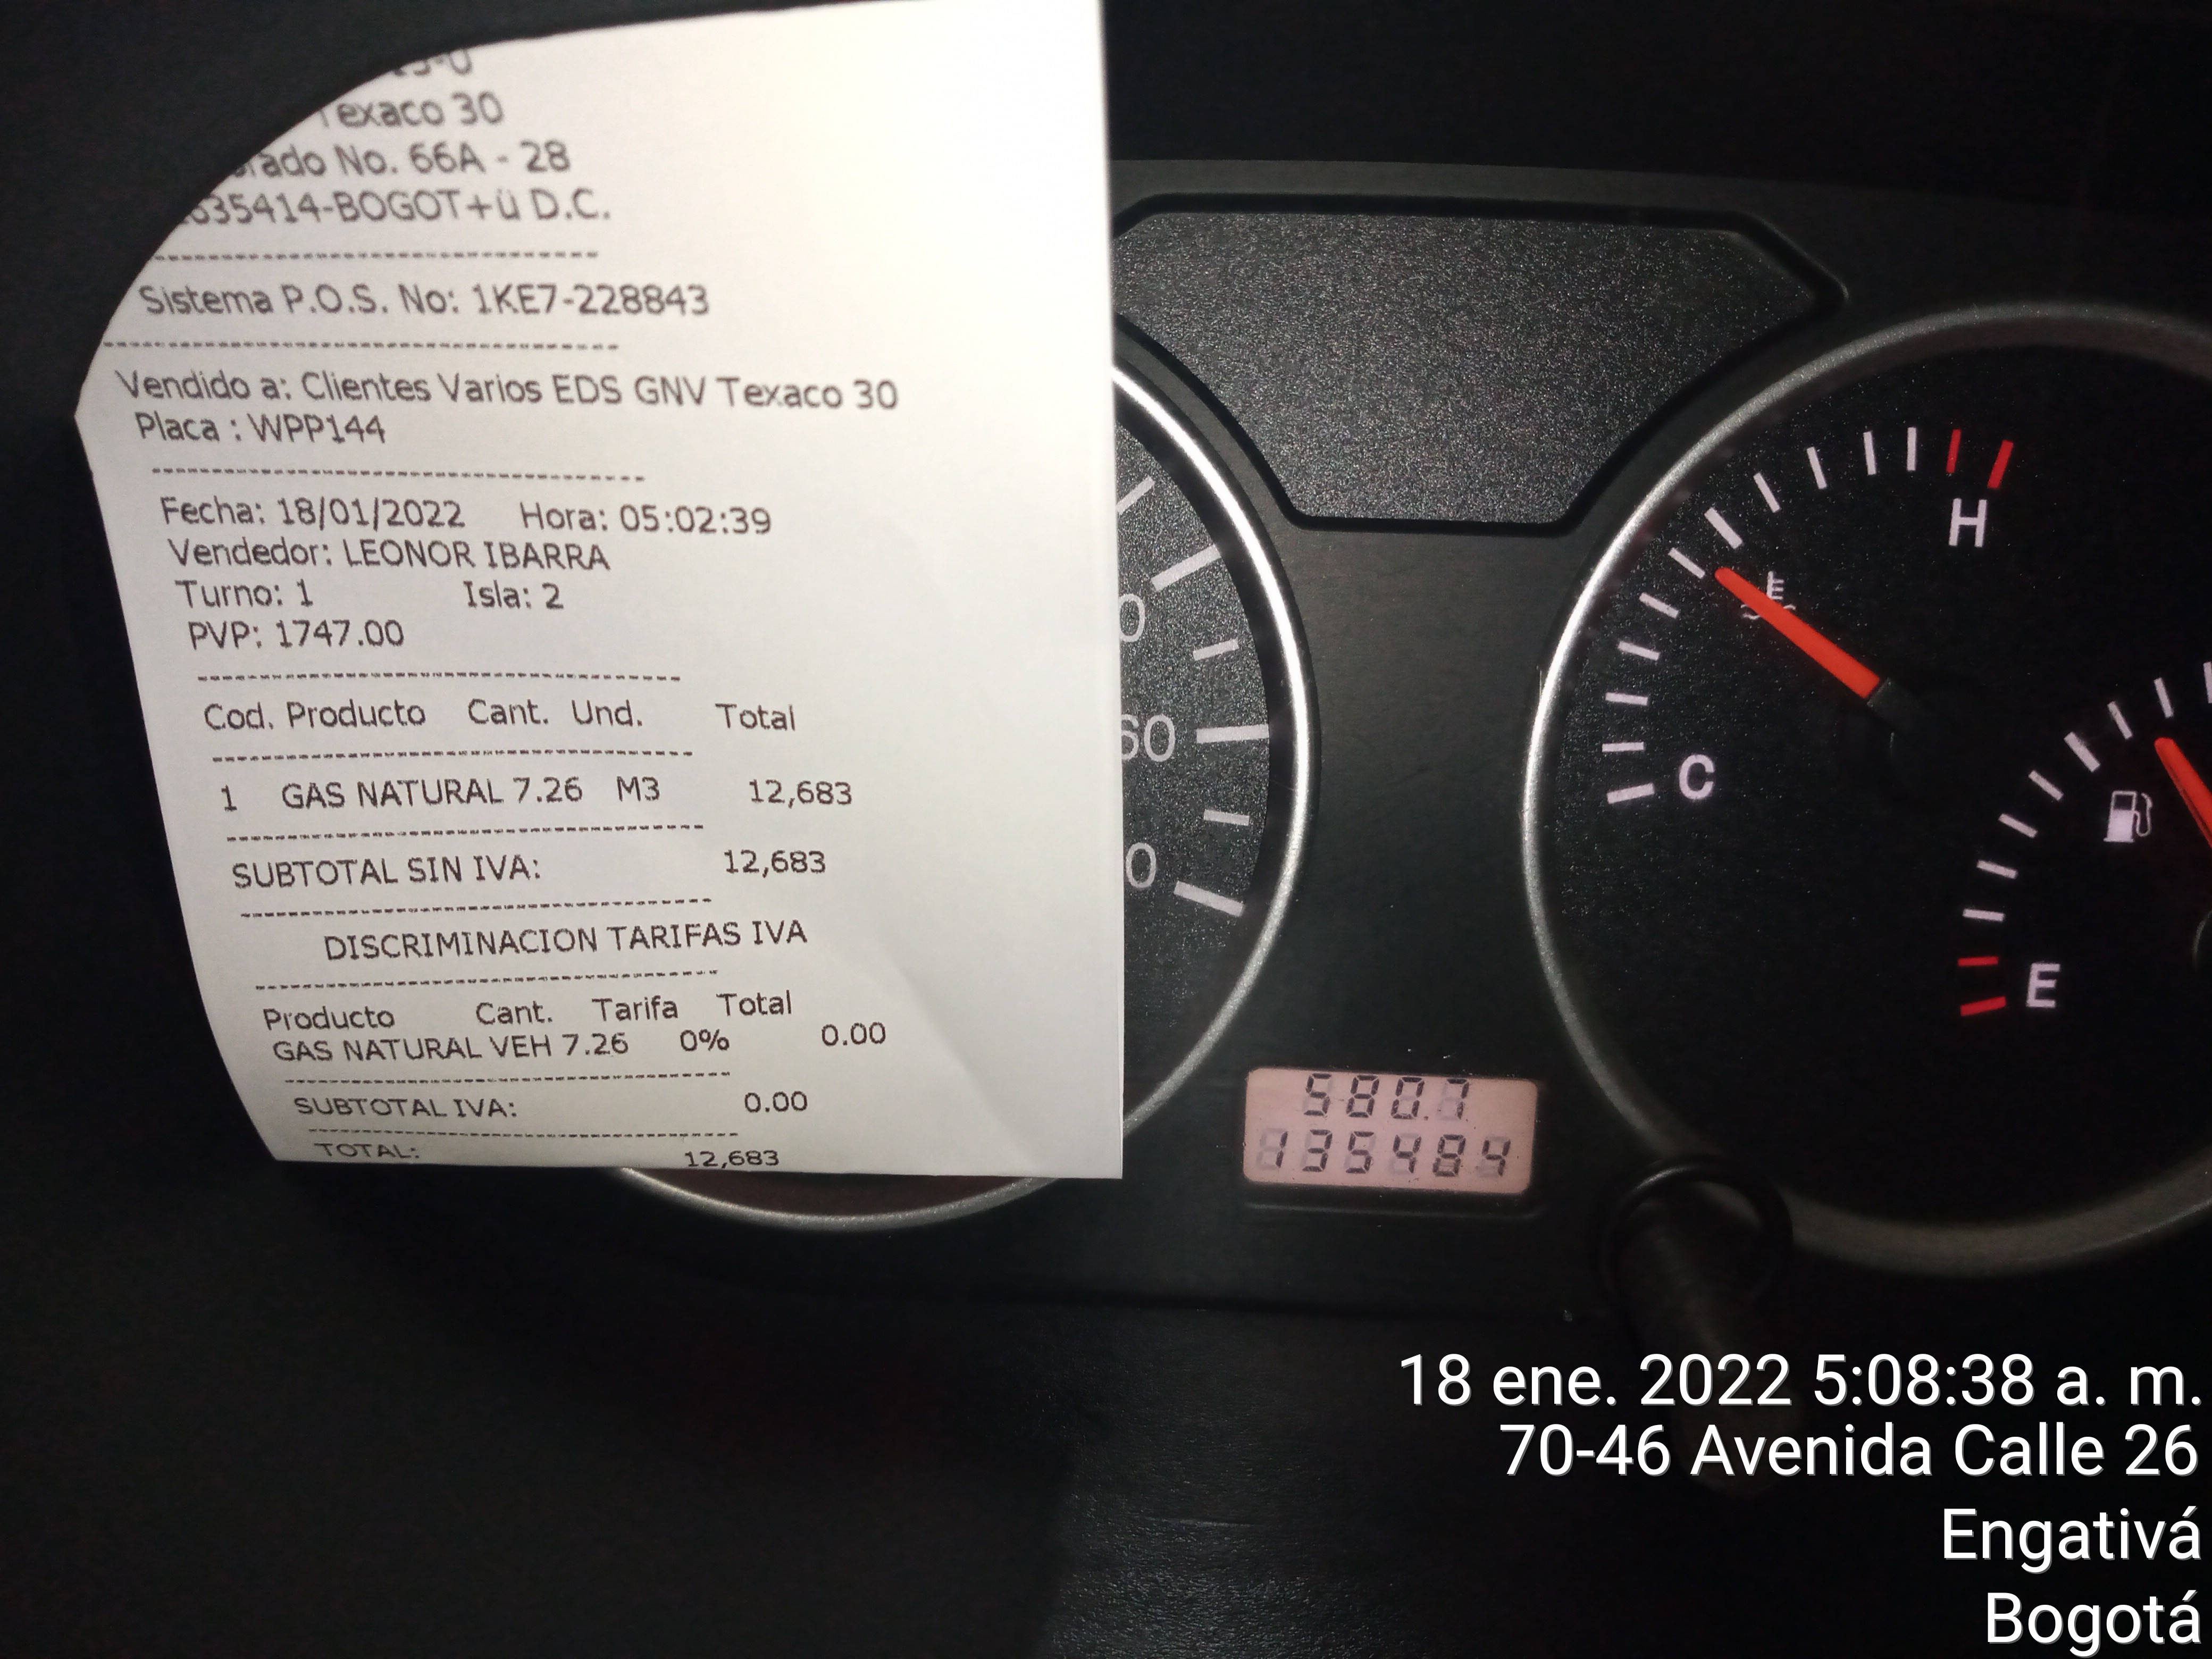 Texaco 30
No. 66A - 28
635414-BOGOT+ü D.C.
Sistema P.O.S. No: 1KE7-228843
Vendido a: Clientes Varios EDS GNV Texaco 30
Placa : WPP144
Fecha: 18/01/2022 Hora: 05:02:39
Vendedor: LEONOR IBARRA
Turno: 1 Isla: 2
PVP: 1747.00
Cod. Producto Cant. Und. Total
1 GAS NATURAL 7.26 M3 12,683
SUBTOTAL SIN IVA: 12,683
DISCRIMINACION TARIFAS IVA
Producto Cant. Tarifa Total
GAS NATURAL VEH 7.26 0% 0.00
SUBTOTAL IVA: 0.00
TOTAL: 12,683
H
C
E
60
580.7
135484
18 ene. 2022 5:08:38 a. m.
70-46 Avenida Calle 26
Engativá
Bogotá